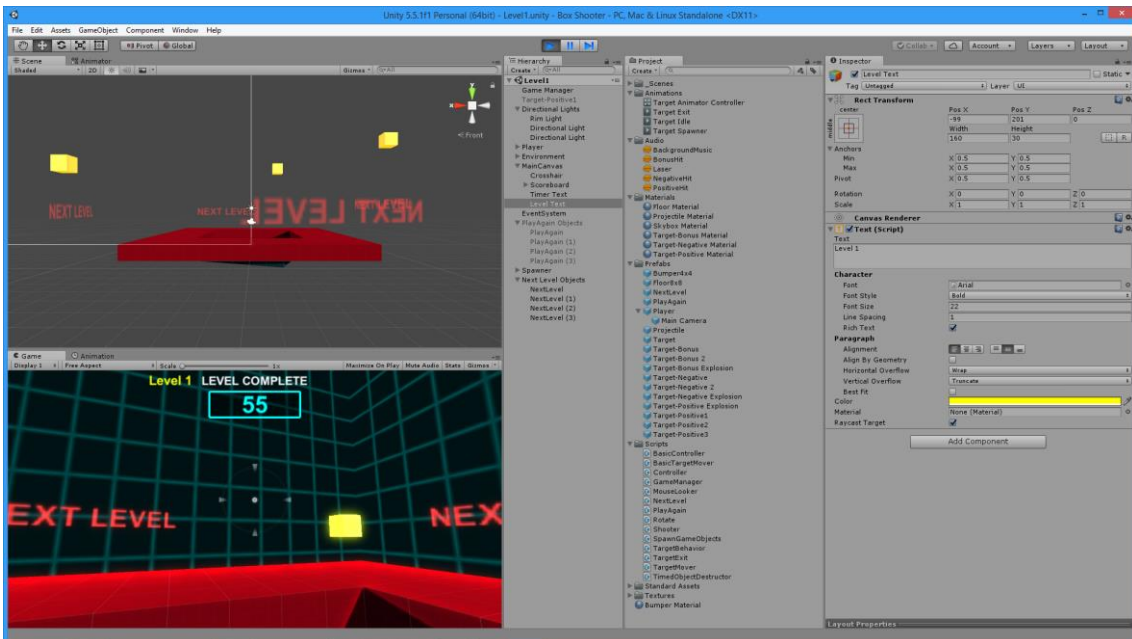 Unity 5.5.1f1 Personal (64bit) - Level1.unity - Box Shooter - PC, Mac & Linux Standalone <DX11>
File Edit Assets GameObject Component Window Help
Pivot Global
Collab Account Layers Layout
Scene Animator
Shaded 2D Gizmos All
Front
NEXT LEVEL
NEXT LEVEL
NEXT LEVEL
Game Animation
Display 1 Free Aspect Scale 1x Maximize On Play Mute Audio Stats Gizmos
Level 1 LEVEL COMPLETE
55
EXT LEVEL
NEX
Hierarchy
Create All
Level1
Game Manager
Target-Positive1
Directional Lights
Rim Light
Directional Light
Directional Light
Player
Environment
MainCanvas
Crosshair
Scoreboard
Timer Text
Level Text
EventSystem
PlayAgain Objects
PlayAgain
PlayAgain (1)
PlayAgain (2)
PlayAgain (3)
Spawner
Next Level Objects
NextLevel
NextLevel (1)
NextLevel (2)
NextLevel (3)
Project
Create
_Scenes
Animations
Target Animator Controller
Target Exit
Target Idle
Target Spawner
Audio
BackgroundMusic
BonusHit
Laser
NegativeHit
PositiveHit
Materials
Floor Material
Projectile Material
Skybox Material
Target-Bonus Material
Target-Negative Material
Target-Positive Material
Prefabs
Bumper4x4
Floor8x8
NextLevel
PlayAgain
Player
Main Camera
Projectile
Target
Target-Bonus
Target-Bonus 2
Target-Bonus Explosion
Target-Negative
Target-Negative 2
Target-Negative Explosion
Target-Positive Explosion
Target-Positive1
Target-Positive2
Target-Positive3
Scripts
BasicController
BasicTargetMover
Controller
GameManager
MouseLooker
NextLevel
PlayAgain
Rotate
Shooter
SpawnGameObjects
TargetBehavior
TargetExit
TargetMover
TimedObjectDestructor
Standard Assets
Textures
Bumper Material
Inspector
Level Text Static
Tag Untagged Layer UI
Rect Transform
center Pos X Pos Y Pos Z
middle -99 201 0
Width Height
160 30 R
Anchors
Min X 0.5 Y 0.5
Max X 0.5 Y 0.5
Pivot X 0.5 Y 0.5
Rotation X 0 Y 0 Z 0
Scale X 1 Y 1 Z 1
Canvas Renderer
Text (Script)
Text
Level 1
Character
Font Arial
Font Style Bold
Font Size 22
Line Spacing 1
Rich Text
Paragraph
Alignment
Align By Geometry
Horizontal Overflow Wrap
Vertical Overflow Truncate
Best Fit
Color
Material None (Material)
Raycast Target
Add Component
Layout Properties